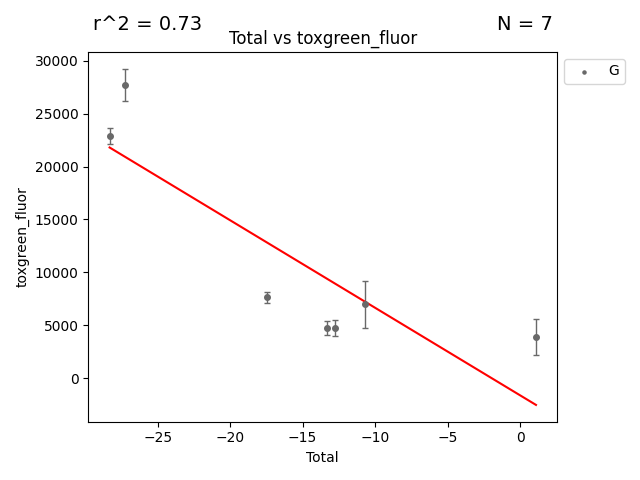 r^2 = 0.73
N = 7
Total vs toxgreen_fluor
G
30000
25000
20000
15000
10000
5000
0
toxgreen_fluor
−25
−20
−15
−10
−5
0
Total